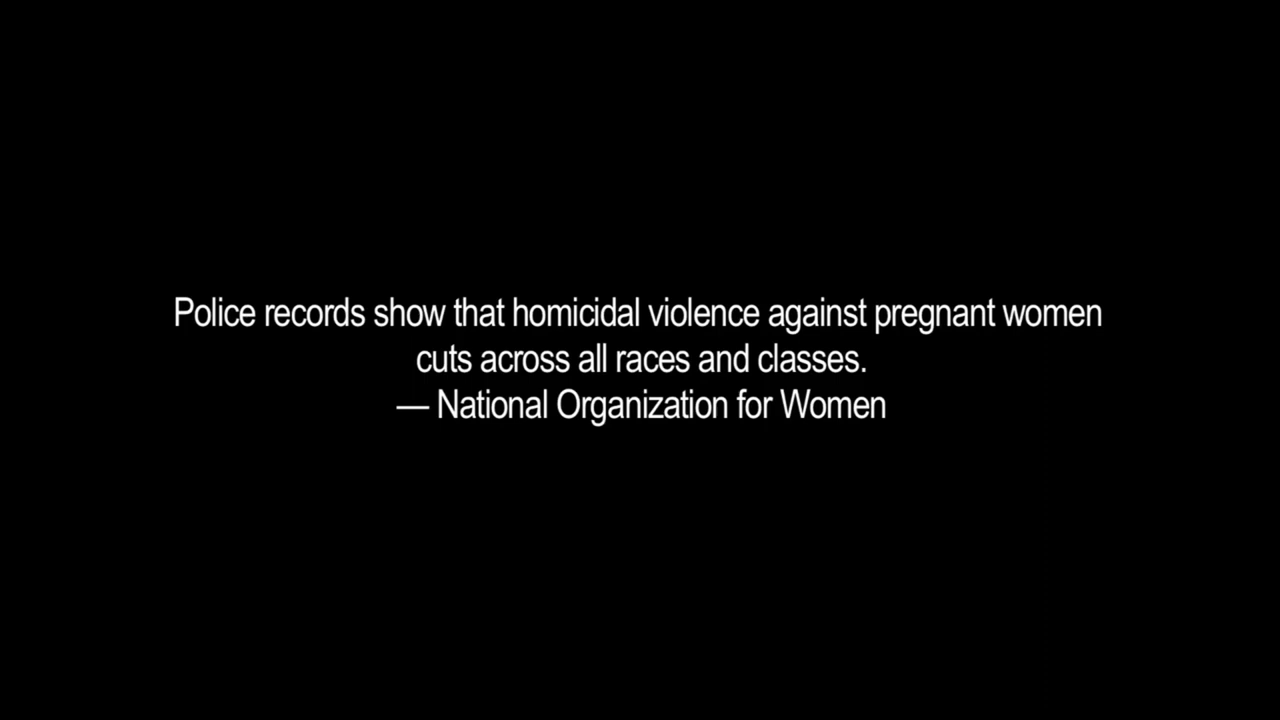 Police records show that homicidal violence against pregnant women
cuts across all races and classes.
— National Organization for Women